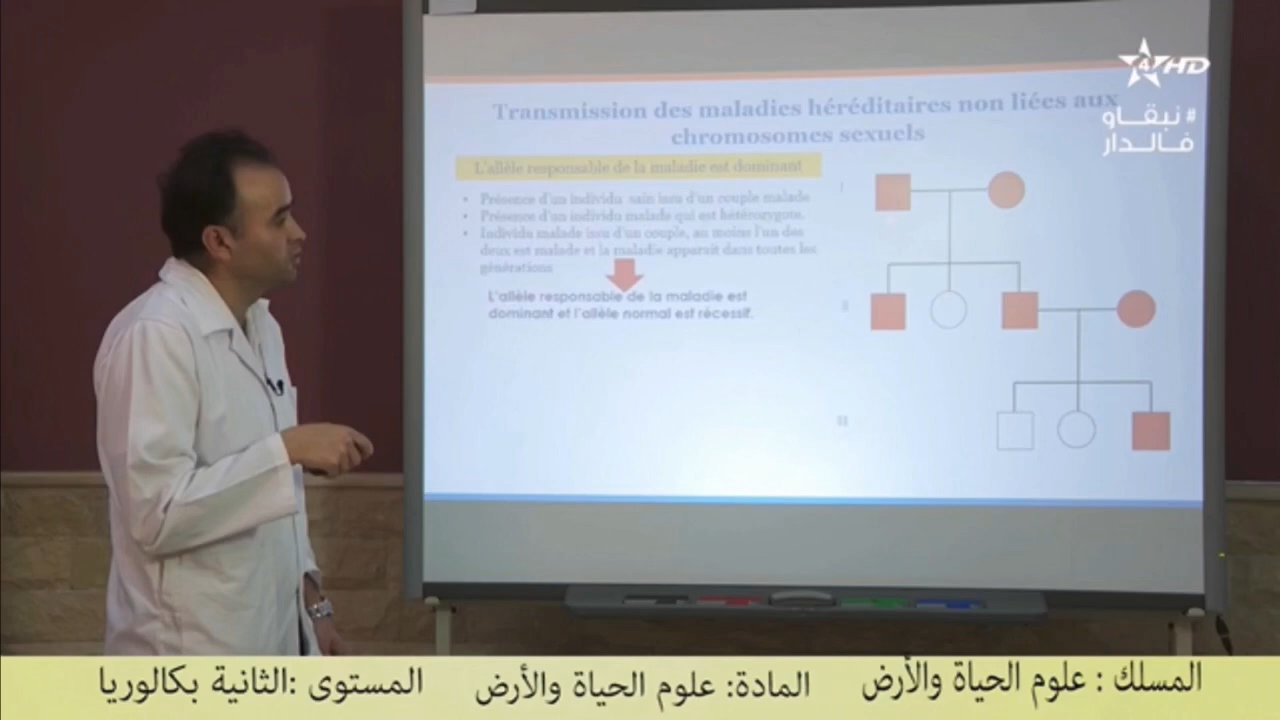 4 HD
#نبقاو
فالدار
Transmission des maladies héréditaires non liées aux
chromosomes sexuels
L'allèle responsable de la maladie est dominant
• Présence d'un individu sain issu d'un couple malade
• Présence d'un individu malade qui est hétérozygote.
• Individu malade issu d'un couple, au moins l'un des
deux est malade et la maladie apparaît dans toutes les
générations
L'allèle responsable de la maladie est
dominant et l'allèle normal est récessif.
I
II
III
المسلك : علوم الحياة والأرض المادة: علوم الحياة والأرض المستوى :الثانية بكالوريا